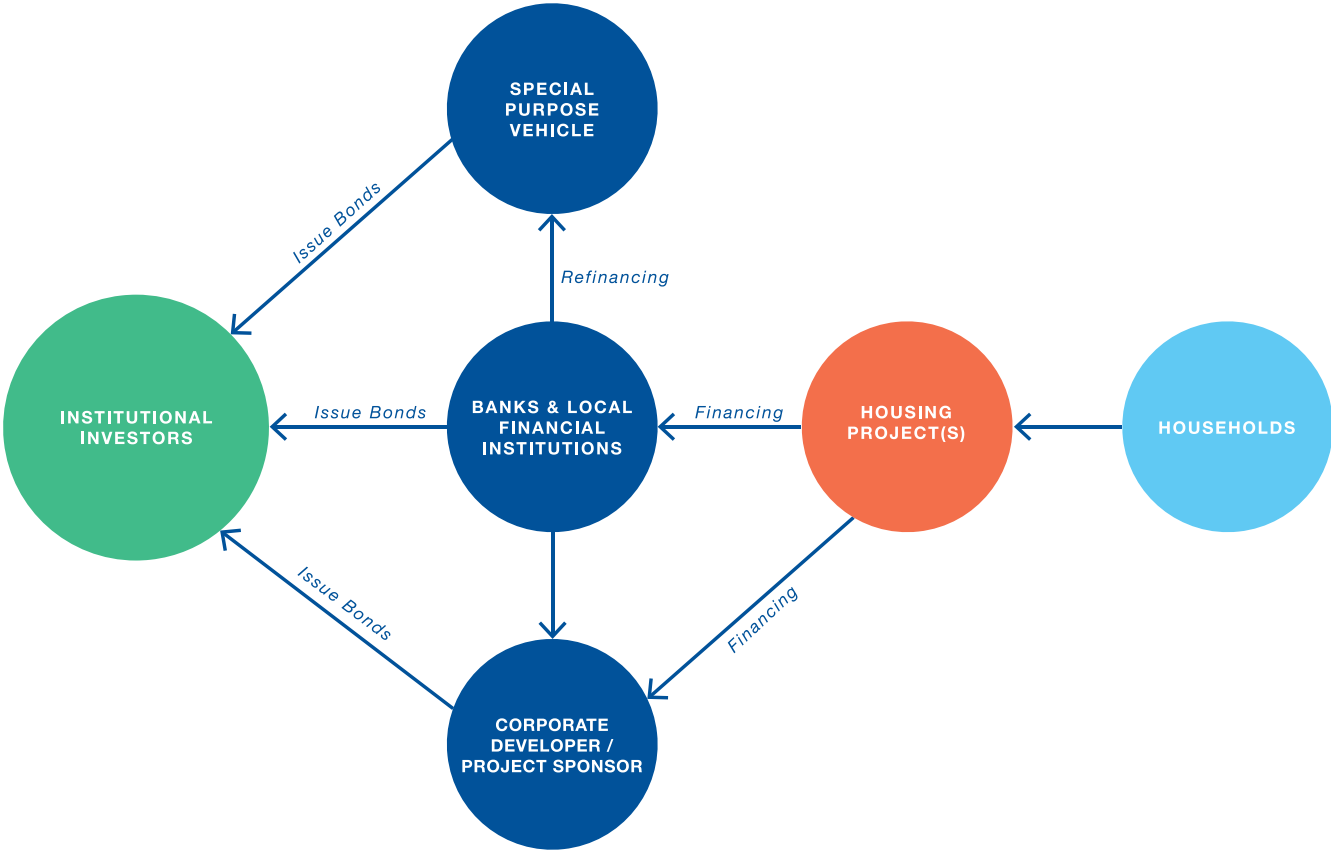 SPECIAL
PURPOSE
VEHICLE
Issue Bonds
Refinancing
INSTITUTIONAL
INVESTORS
Issue Bonds
BANKS & LOCAL
FINANCIAL
INSTITUTIONS
Financing
HOUSING
PROJECT(S)
HOUSEHOLDS
Issue Bonds
Financing
CORPORATE
DEVELOPER /
PROJECT SPONSOR